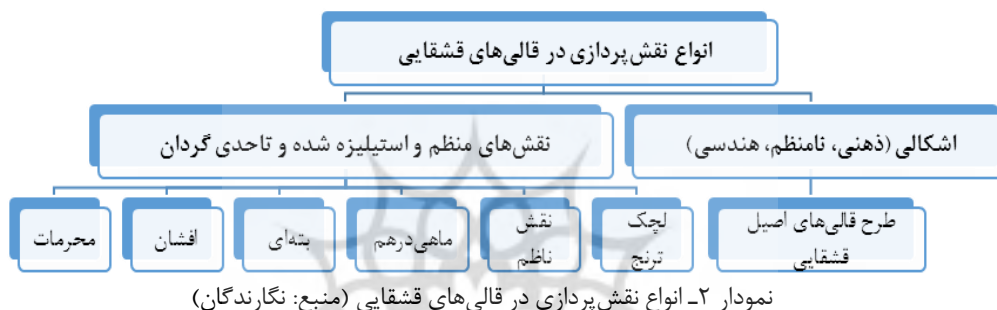 انواع نقش‌پردازی در قالی‌های قشقایی
اشکالی (ذهنی، نامنظم، هندسی)
نقش‌های منظم و استیلیزه شده و تاحدی گردان
طرح قالی‌های اصیل
قشقایی
لچک
ترنج
نقش
ناظم
ماهی‌درهم
بته‌ای
افشان
محرمات
نمودار ۲ـ انواع نقش‌پردازی در قالی‌های قشقایی (منبع: نگارندگان)